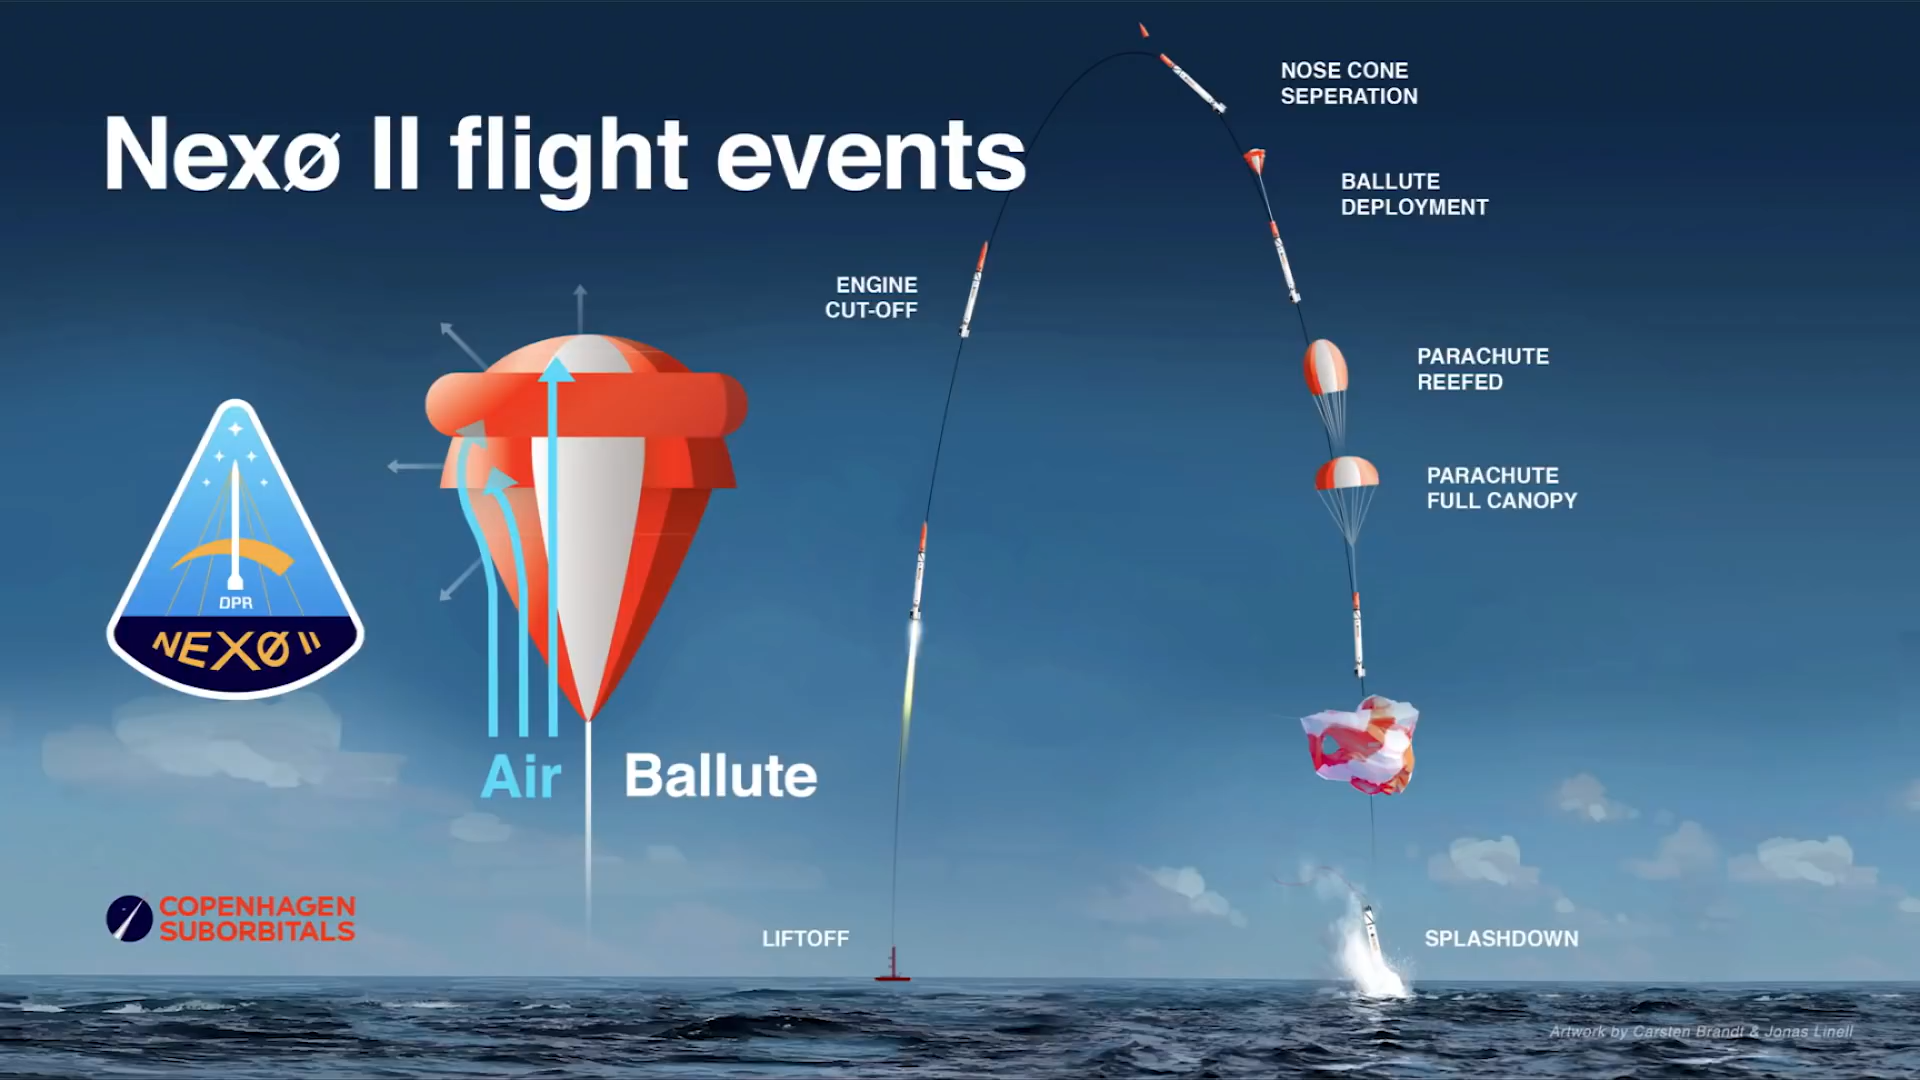 Nexø II flight events
NOSE CONE
SEPERATION
BALLUTE
DEPLOYMENT
ENGINE
CUT-OFF
PARACHUTE
REEFED
PARACHUTE
FULL CANOPY
DPR
NEXØ II
Air
Ballute
COPENHAGEN
SUBORBITALS
LIFTOFF
SPLASHDOWN
Artwork by Carsten Brandt & Jonas Linell